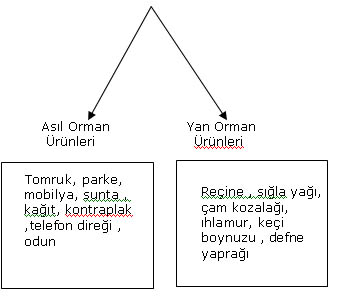 Asıl Orman
Ürünleri
Yan Orman
Ürünleri
Tomruk, parke,
mobilya, sunta ,
kağıt, kontraplak
,telefon direği ,
odun
Reçine , sığla yağı,
çam kozalağı,
ıhlamur, keçi
boynuzu , defne
yaprağı